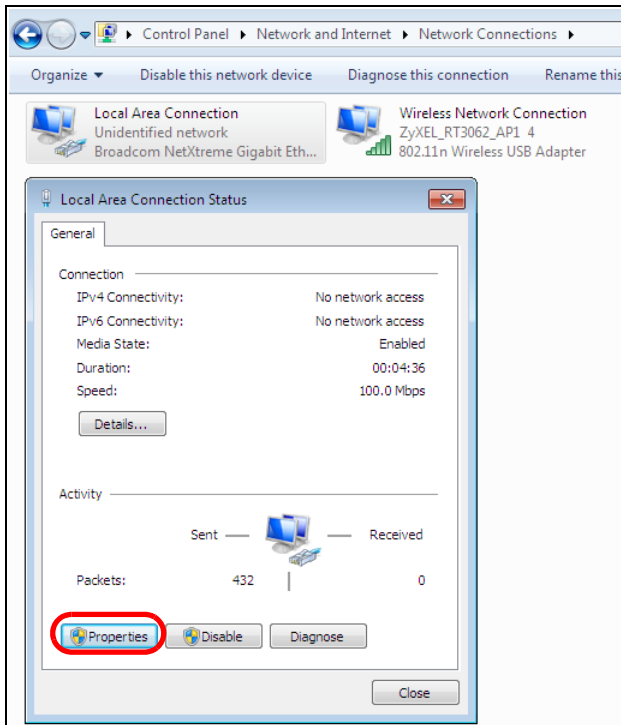 Control Panel Network and Internet Network Connections
Organize Disable this network device Diagnose this connection Rename this
Local Area Connection
Unidentified network
Broadcom NetXtreme Gigabit Eth...
Wireless Network Connection
ZyXEL_RT3062_AP1 4
802.11n Wireless USB Adapter
Local Area Connection Status
General
Connection
IPv4 Connectivity: No network access
IPv6 Connectivity: No network access
Media State: Enabled
Duration: 00:04:36
Speed: 100.0 Mbps
Details...
Activity
Sent Received
Packets: 432 0
Properties Disable Diagnose
Close